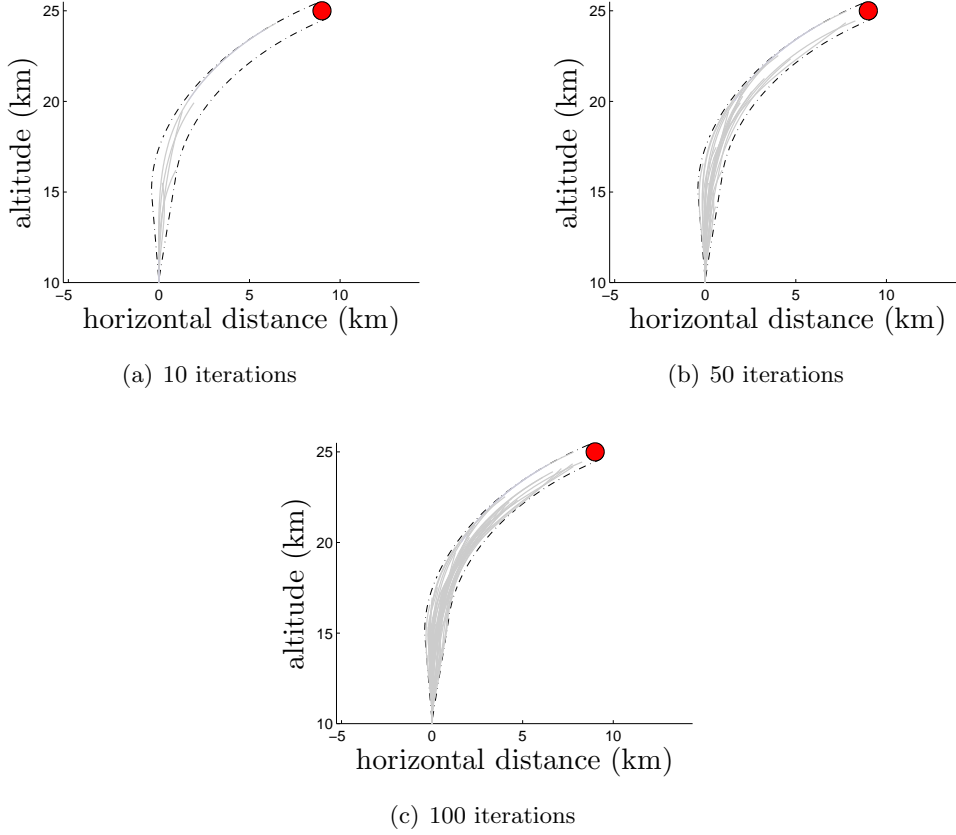 25
20
15
10
altitude (km)
−5 0 5 10
horizontal distance (km)
(a) 10 iterations
25
20
15
10
altitude (km)
−5 0 5 10
horizontal distance (km)
(b) 50 iterations
25
20
15
10
altitude (km)
−5 0 5 10
horizontal distance (km)
(c) 100 iterations